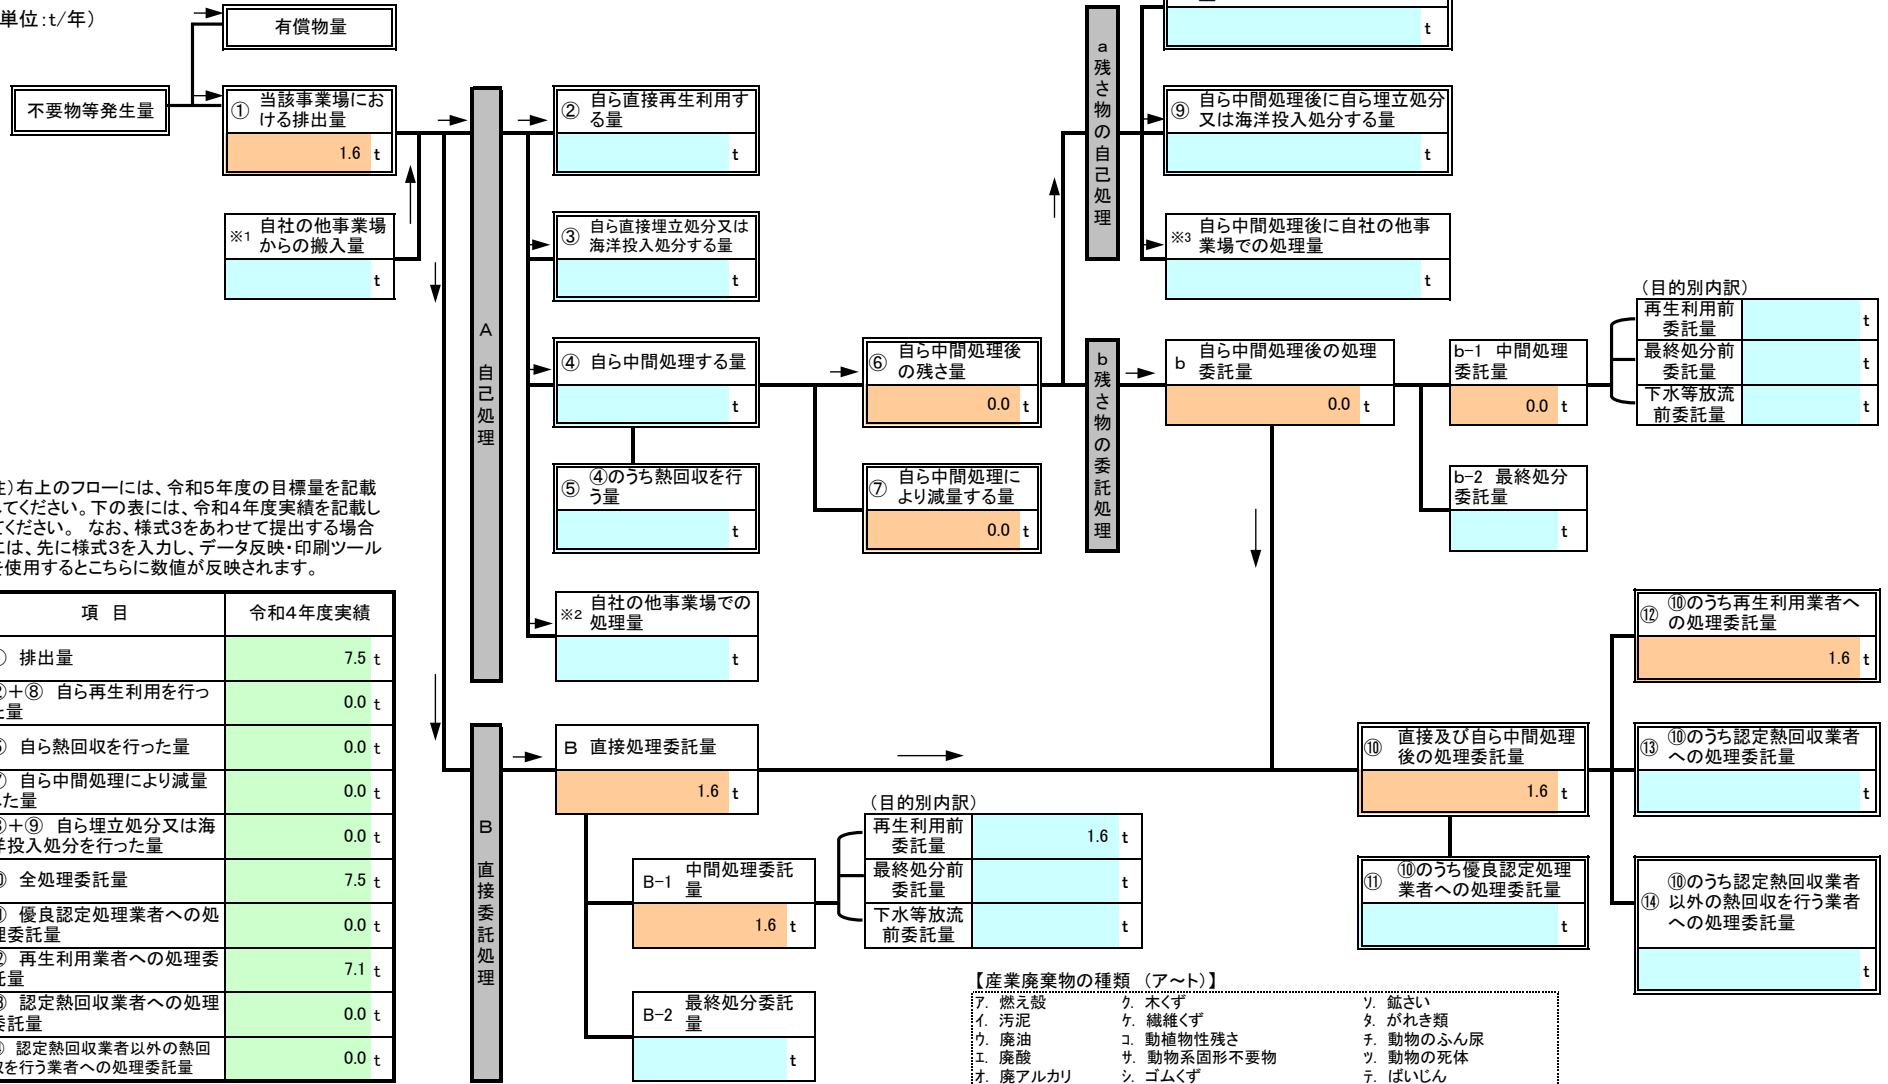 単位:t/年）
有償物量
不要物等発生量
① 当該事業場にお
ける排出量
1.6 t
※1 自社の他事業場
からの搬入量
t
A 自己処理
② 自ら直接再生利用す
る量
t
③ 自ら直接埋立処分又は
海洋投入処分する量
t
④ 自ら中間処理する量
t
⑤ ④のうち熱回収を行
う量
t
※2 自社の他事業場での
処理量
t
⑥ 自ら中間処理後
の残さ量
0.0 t
⑦ 自ら中間処理に
より減量する量
0.0 t
a 残さ物の自己処理
t
⑨ 自ら中間処理後に自ら埋立処分
又は海洋投入処分する量
t
※3 自ら中間処理後に自社の他事
業場での処理量
t
b 残さ物の委託処理
b 自ら中間処理後の処理
委託量
0.0 t
b-1 中間処理
委託量
0.0 t
b-2 最終処分
委託量
t
（目的別内訳）
再生利用前
委託量
t
最終処分前
委託量
t
下水等放流
前委託量
t
）右上のフローには、令和5年度の目標量を記載
してください。下の表には、令和4年度実績を記載し
てください。 なお、様式3をあわせて提出する場合
には、先に様式3を入力し、データ反映・印刷ツール
を使用するとこちらに数値が反映されます。
項 目 令和4年度実績
排出量 7.5 t
＋⑧ 自ら再生利用を行っ
た量 0.0 t
自ら熱回収を行った量 0.0 t
自ら中間処理により減量
した量 0.0 t
＋⑨ 自ら埋立処分又は海
洋投入処分を行った量 0.0 t
全処理委託量 7.5 t
優良認定処理業者への処
理委託量 0.0 t
再生利用業者への処理委
託量 7.1 t
認定熱回収業者への処理
委託量 0.0 t
認定熱回収業者以外の熱回
収を行う業者への処理委託量 0.0 t
B 直接委託処理
B 直接処理委託量
1.6 t
B-1 中間処理委託
量
1.6 t
B-2 最終処分委託
量
t
（目的別内訳）
再生利用前
委託量
1.6 t
最終処分前
委託量
t
下水等放流
前委託量
t
⑩ 直接及び自ら中間処理
後の処理委託量
1.6 t
⑪ ⑩のうち優良認定処理
業者への処理委託量
t
⑫ ⑩のうち再生利用業者へ
の処理委託量
1.6 t
⑬ ⑩のうち認定熱回収業者
への処理委託量
t
⑭ ⑩のうち認定熱回収業者
以外の熱回収を行う業者
への処理委託量
t
【産業廃棄物の種類 （ア～ト）】
ア. 燃え殻 ク. 木くず ソ. 鉱さい
イ. 汚泥 ケ. 繊維くず タ. がれき類
ウ. 廃油 コ. 動植物性残さ チ. 動物のふん尿
エ. 廃酸 サ. 動物系固形不要物 ツ. 動物の死体
オ. 廃アルカリ シ. ゴムくず テ. ばいじん